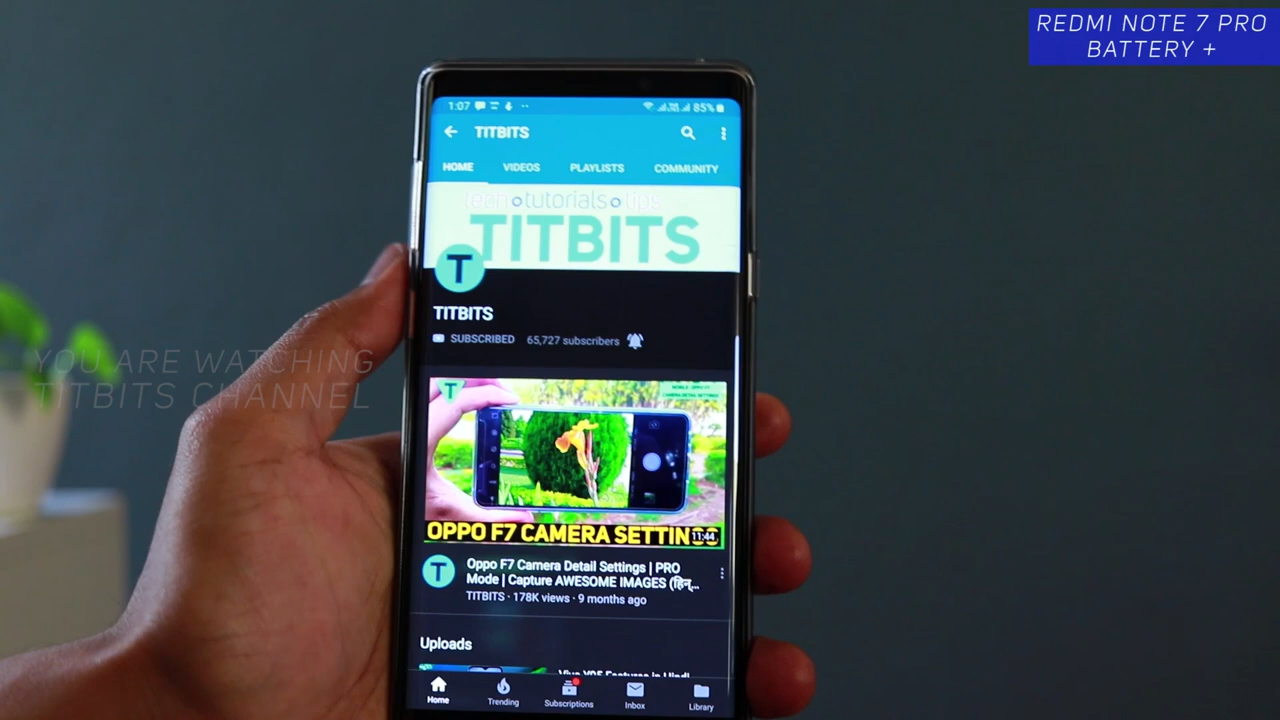 REDMI NOTE 7 PRO
BATTERY +
1:07
85%
TITBITS
HOME VIDEOS PLAYLISTS COMMUNITY
tech tutorials tips
TITBITS
T
TITBITS
SUBSCRIBED 65,727 subscribers
YOU ARE WATCHING
TITBITS CHANNEL
T
OPPO F7 CAMERA SETTINGS
11:44
T
Oppo F7 Camera Detail Settings | PRO
Mode | Capture AWESOME IMAGES (हिन्...
TITBITS · 178K views · 9 months ago
Uploads
Home Trending Subscriptions Inbox Library